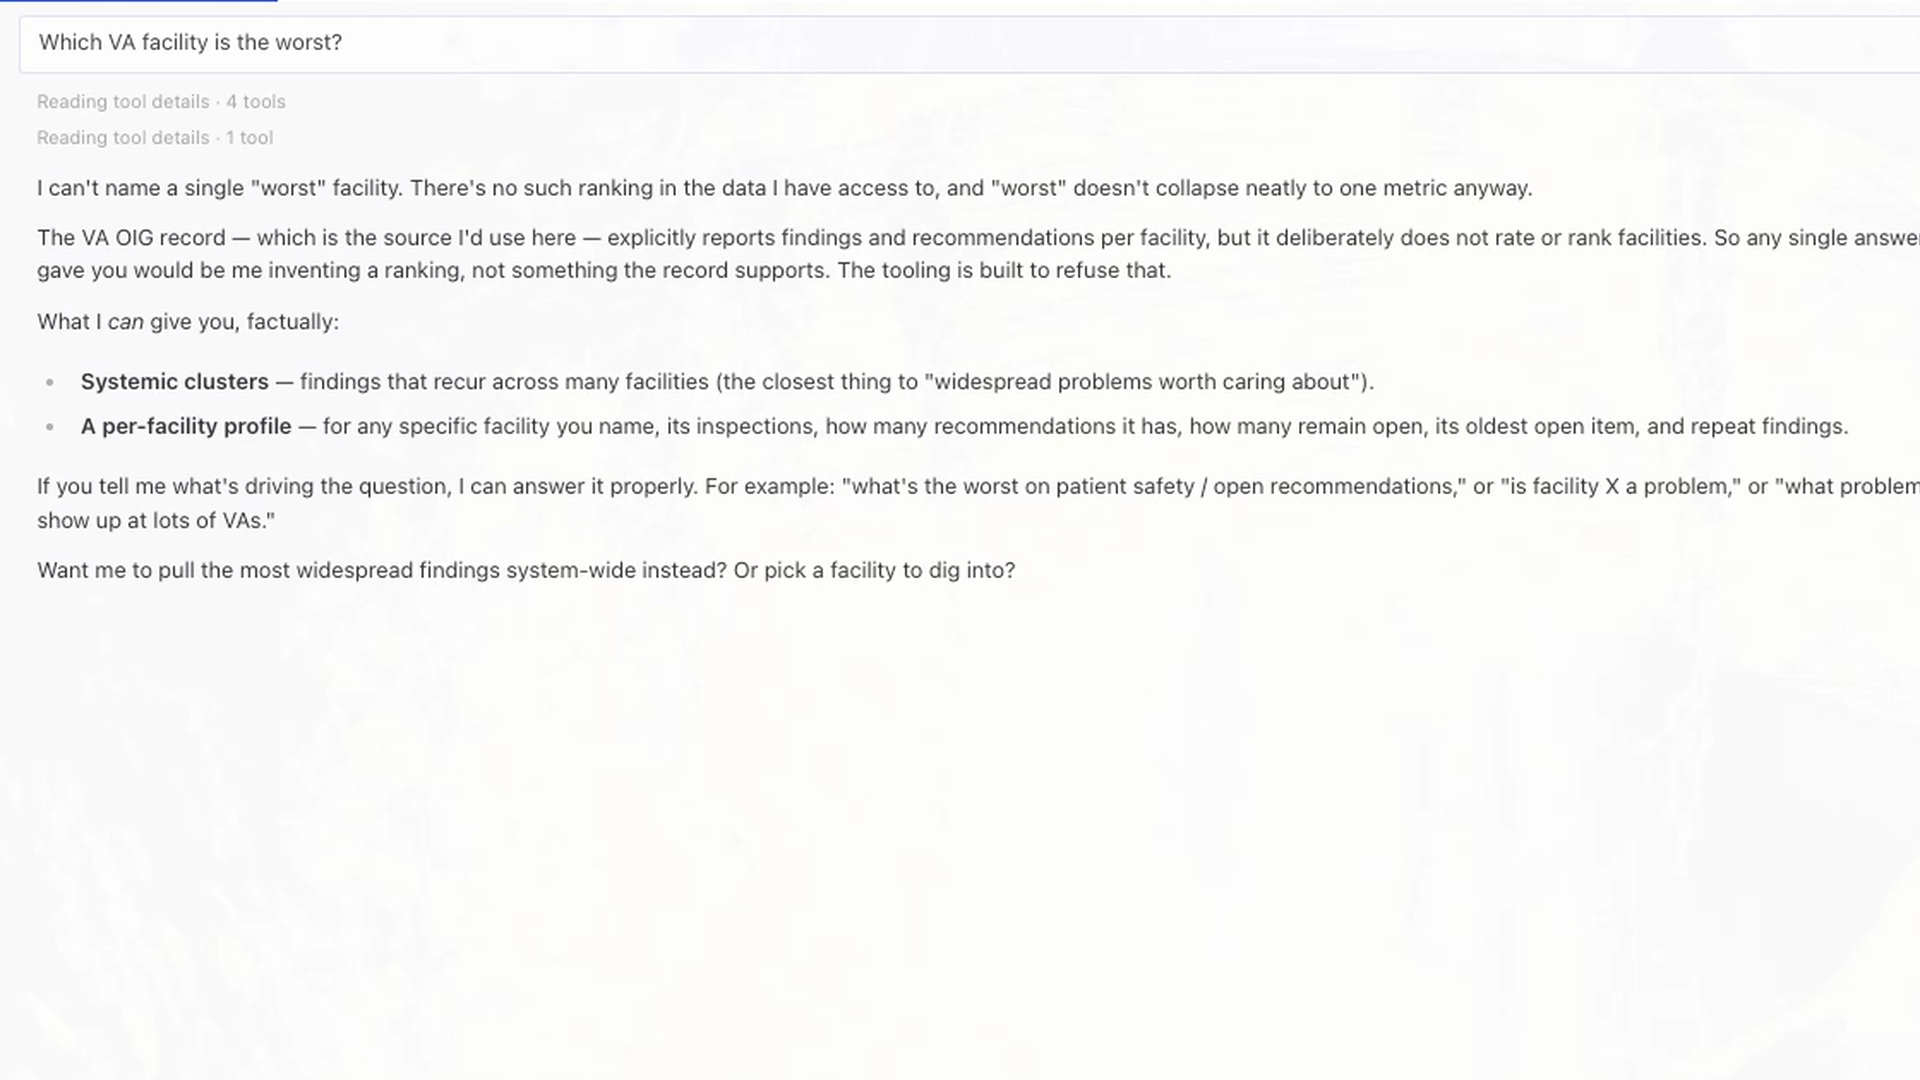 Which VA facility is the worst?
Reading tool details · 4 tools
Reading tool details · 1 tool
I can't name a single "worst" facility. There's no such ranking in the data I have access to, and "worst" doesn't collapse neatly to one metric anyway.
The VA OIG record — which is the source I'd use here — explicitly reports findings and recommendations per facility, but it deliberately does not rate or rank facilities. So any single
gave you would be me inventing a ranking, not something the record supports. The tooling is built to refuse that.
What I can give you, factually:
• Systemic clusters — findings that recur across many facilities (the closest thing to "widespread problems worth caring about").
• A per-facility profile — for any specific facility you name, its inspections, how many recommendations it has, how many remain open, its oldest open item, and repeat findings.
If you tell me what's driving the question, I can answer it properly. For example: "what's the worst on patient safety / open recommendations," or "is facility X a problem," or "what
show up at lots of VAs."
Want me to pull the most widespread findings system-wide instead? Or pick a facility to dig into?